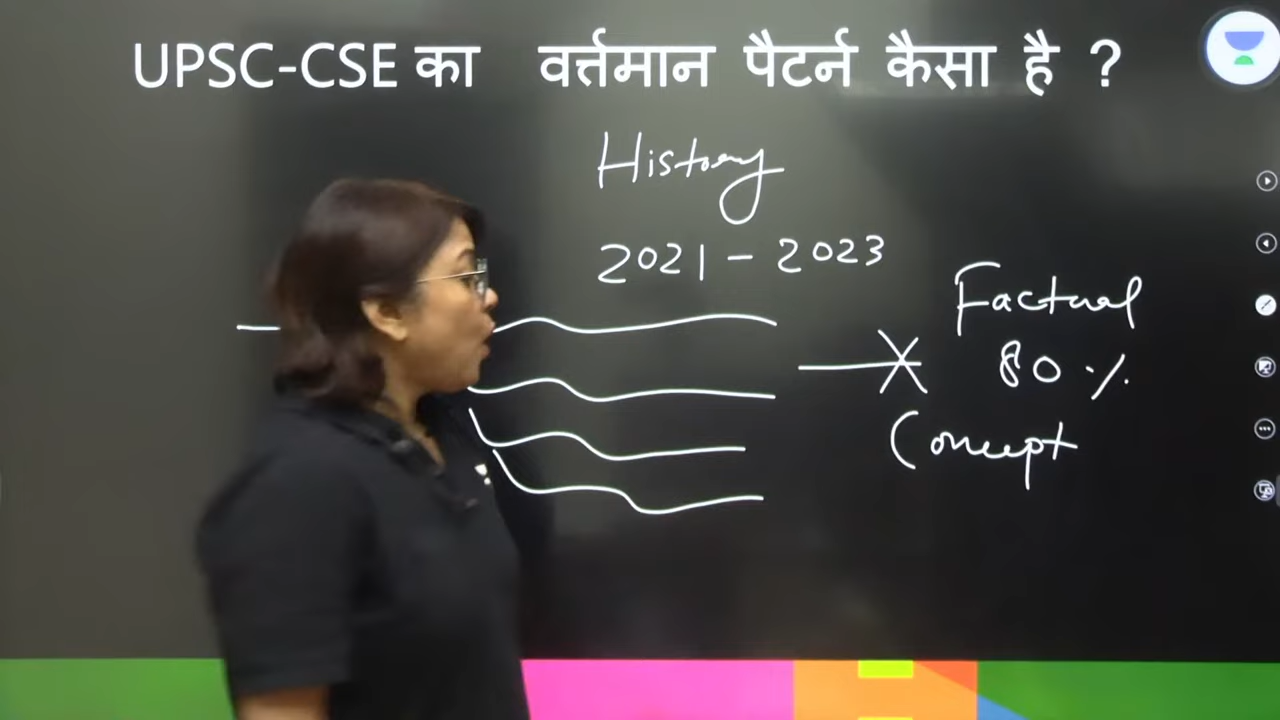 UPSC-CSE का वर्त्तमान पैटर्न कैसा है ?
History
2021 - 2023
Factual
80 %
Concept